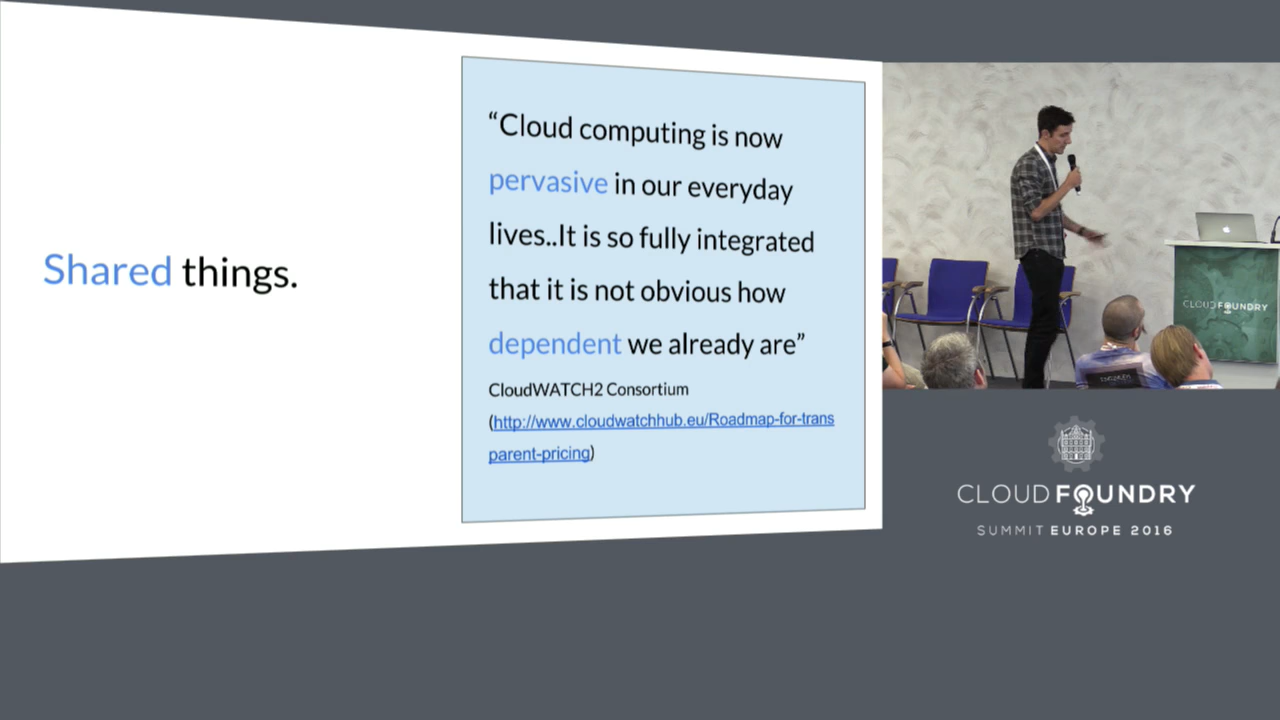 Shared things.
“Cloud computing is now
pervasive in our everyday
lives..It is so fully integrated
that it is not obvious how
dependent we already are”
CloudWATCH2 Consortium
(http://www.cloudwatchhub.eu/Roadmap-for-trans
parent-pricing)
CLOUD FOUNDRY
CLOUD FOUNDRY
SUMMIT EUROPE 2016